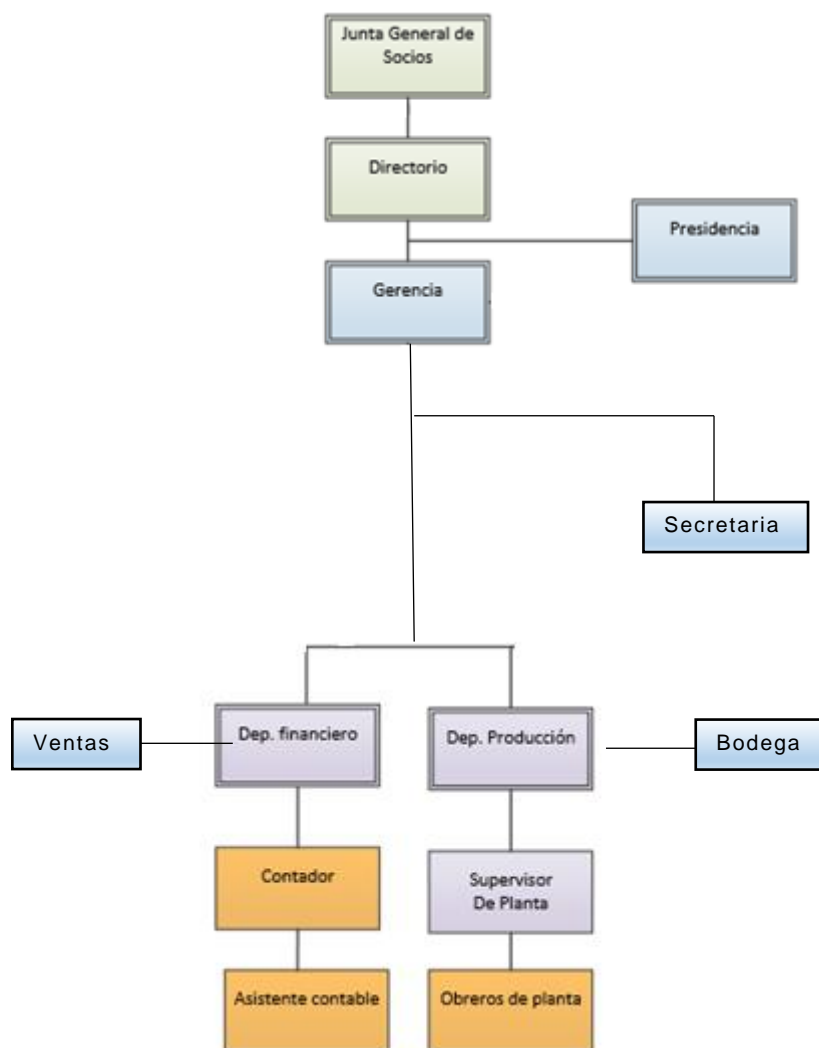 Junta General de
Socios
Directorio
Presidencia
Gerencia
Secretaria
Ventas
Dep. financiero
Dep. Producción
Bodega
Contador
Supervisor
De Planta
Asistente contable
Obreros de planta